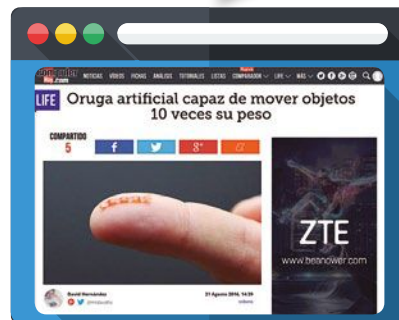 NOTICIAS VÍDEOS FICHAS ANÁLISIS TUTORIALES LISTAS COMPARADOR LIFE MÁS
LIFE
Oruga artificial capaz de mover objetos
10 veces su peso
COMPARTIDO
5
f
g+
ZTE
www.beanower.com
David Hernández
21 Agosto 2016, 14:30